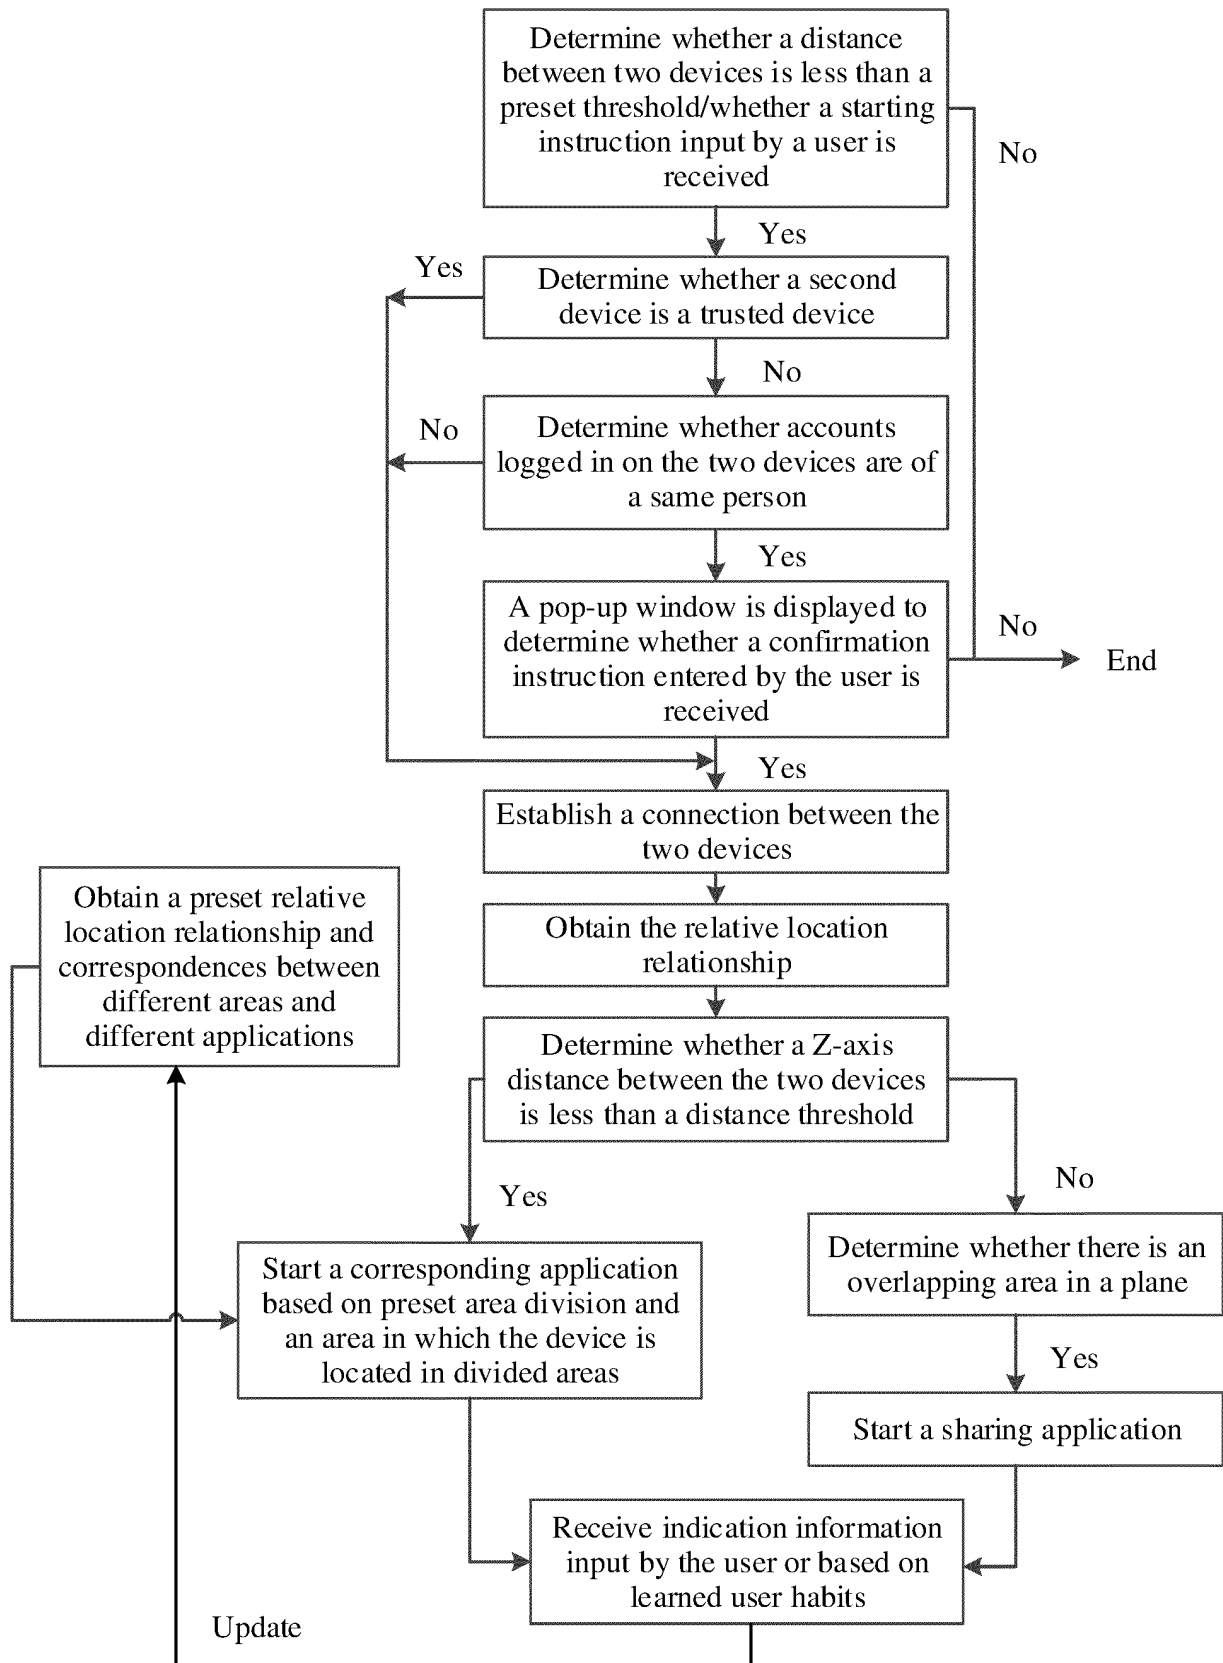 Determine whether a distance
between two devices is less than a
preset threshold/whether a starting
instruction input by a user is
received
No
Yes
Yes
Determine whether a second
device is a trusted device
No
No
Determine whether accounts
logged in on the two devices are of
a same person
Yes
A pop-up window is displayed to
determine whether a confirmation
instruction entered by the user is
received
No
End
Yes
Establish a connection between the
two devices
Obtain a preset relative
location relationship and
correspondences between
different areas and
different applications
Obtain the relative location
relationship
Determine whether a Z-axis
distance between the two devices
is less than a distance threshold
Yes
No
Start a corresponding application
based on preset area division and
an area in which the device is
located in divided areas
Determine whether there is an
overlapping area in a plane
Yes
Start a sharing application
Receive indication information
input by the user or based on
learned user habits
Update